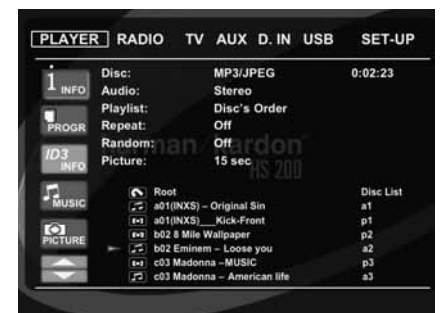 PLAYER RADIO TV AUX D. IN USB SET-UP
i INFO
Disc: MP3/JPEG 0:02:23
Audio: Stereo
Playlist: Disc's Order
PROGR
Repeat: Off
Random: Off
harman/kardon
ID3 INFO
Picture: 15 sec
HS 200
MUSIC
Root Disc List
a01(INXS) – Original Sin a1
a01(INXS)___Kick-Front p1
PICTURE
b02 8 Mile Wallpaper p2
b02 Eminem – Loose you a2
c03 Madonna –MUSIC p3
c03 Madonna – American life a3